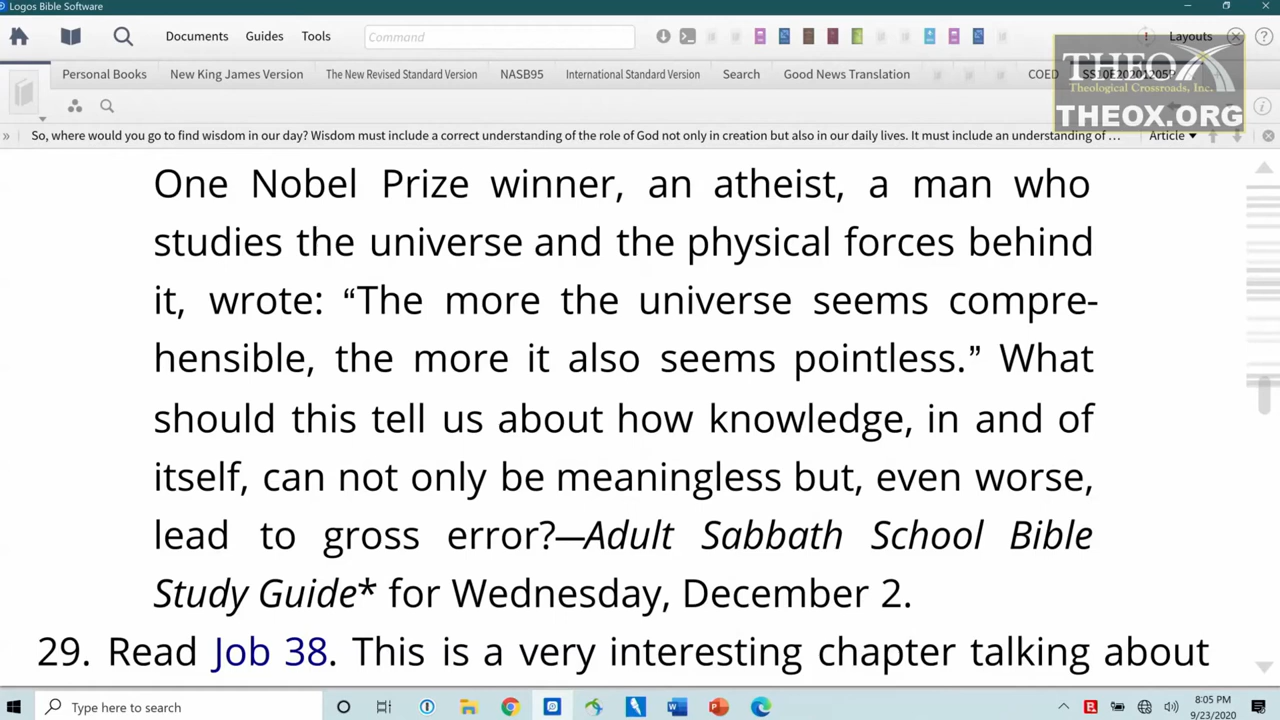 Logos Bible Software
Documents Guides Tools Command Layouts
Personal Books New King James Version The New Revised Standard Version NASB95 International Standard Version Search Good News Translation COED
THEOX
Theological Crossroads, Inc.
THEOX.ORG
So, where would you go to find wisdom in our day? Wisdom must include a correct understanding of the role of God not only in creation but also in our daily lives. It must include an understanding of ... Article
One Nobel Prize winner, an atheist, a man who
studies the universe and the physical forces behind
it, wrote: “The more the universe seems compre-
hensible, the more it also seems pointless.” What
should this tell us about how knowledge, in and of
itself, can not only be meaningless but, even worse,
lead to gross error?—Adult Sabbath School Bible
Study Guide* for Wednesday, December 2.
29. Read Job 38. This is a very interesting chapter talking about
Type here to search
8:05 PM
9/23/2020